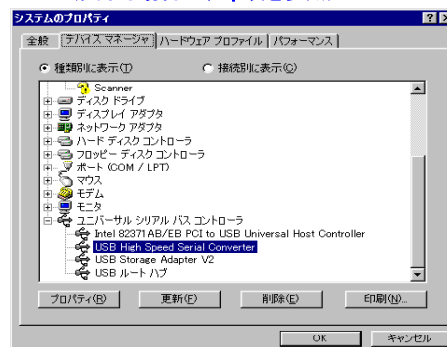 システムのプロパティ
全般 デバイス マネージャ ハードウェア プロファイル パフォーマンス
種類別に表示(T) 接続別に表示(C)
Scanner
ディスク ドライブ
ディスプレイ アダプタ
ネットワーク アダプタ
ハード ディスク コントローラ
フロッピー ディスク コントローラ
ポート (COM / LPT)
マウス
モデム
モニタ
ユニバーサル シリアル バス コントローラ
Intel 82371AB/EB PCI to USB Universal Host Controller
USB High Speed Serial Converter
USB Storage Adapter V2
USB ルート ハブ
プロパティ(R) 更新(F) 削除(E) 印刷(N)...
OK キャンセル